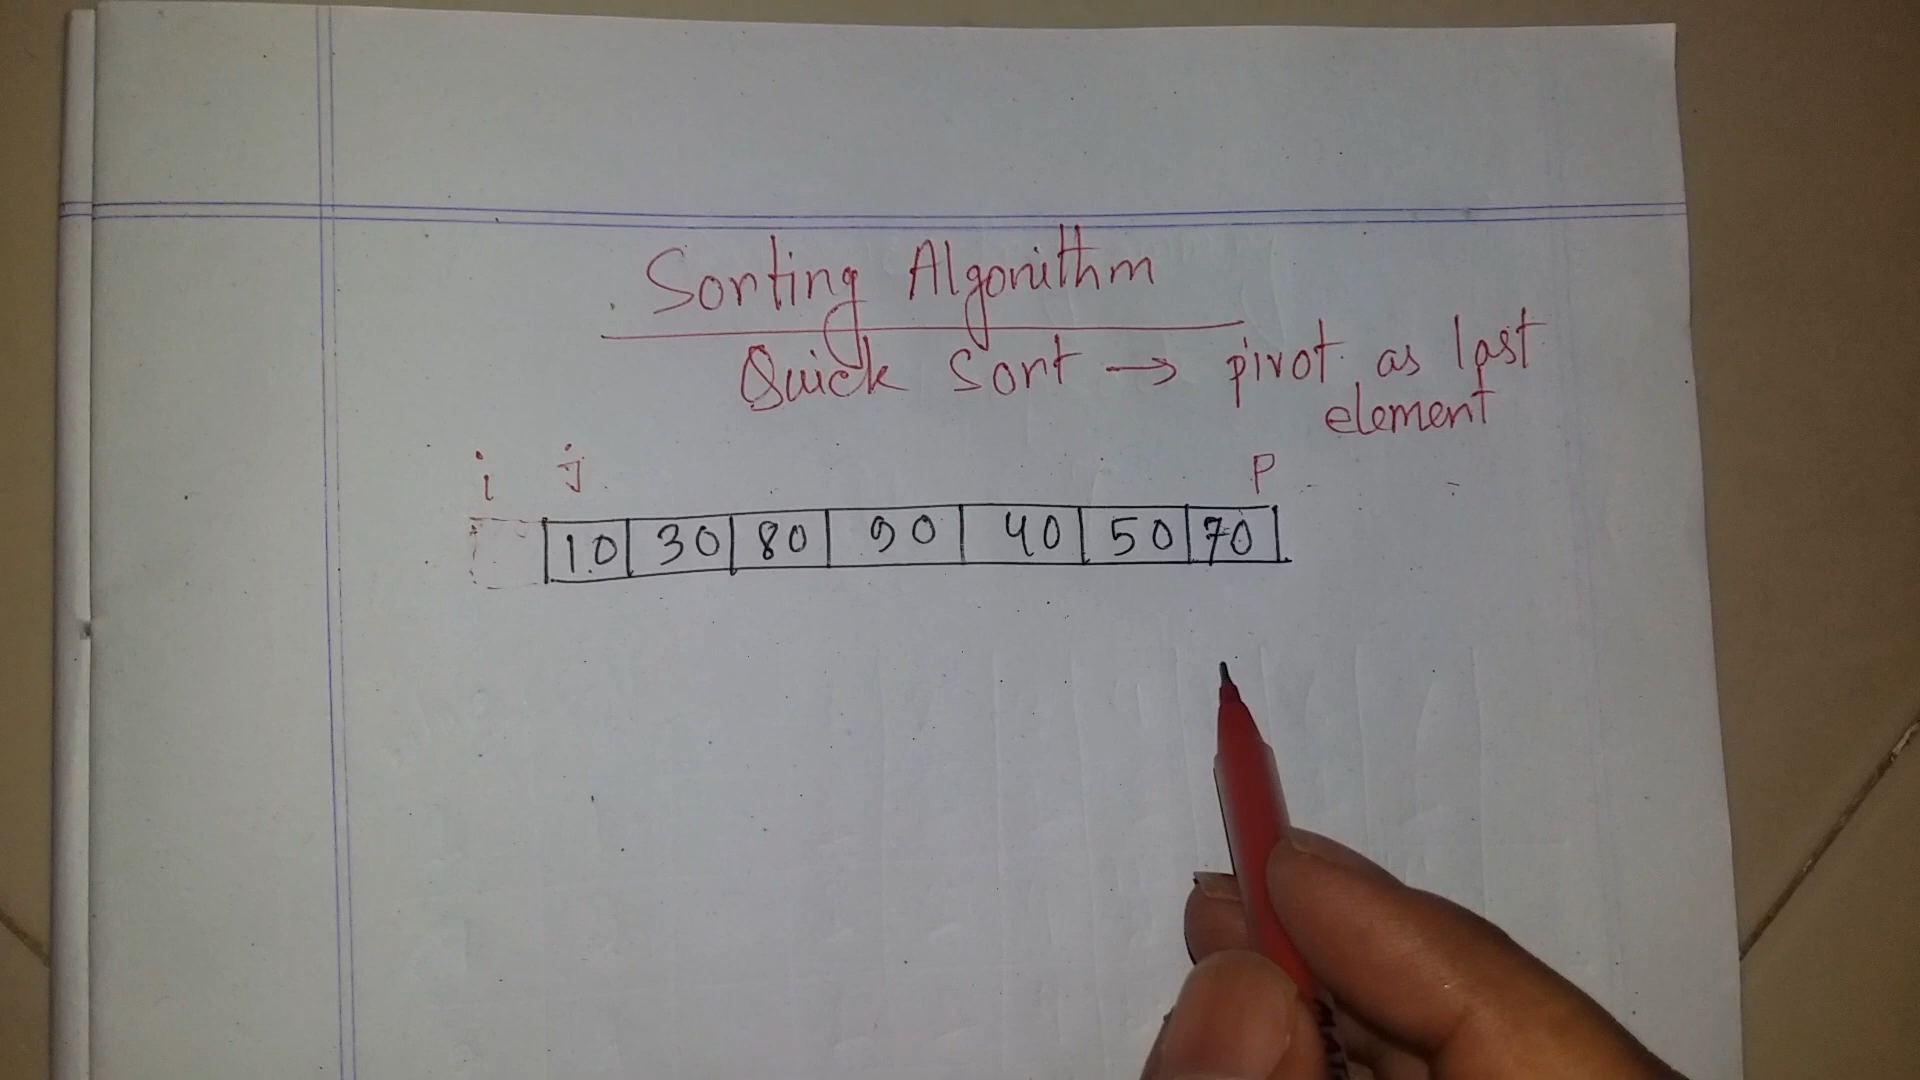 Sorting Algorithm
Quick Sort → pivot as last
element
i j P
10 30 80 90 40 50 70